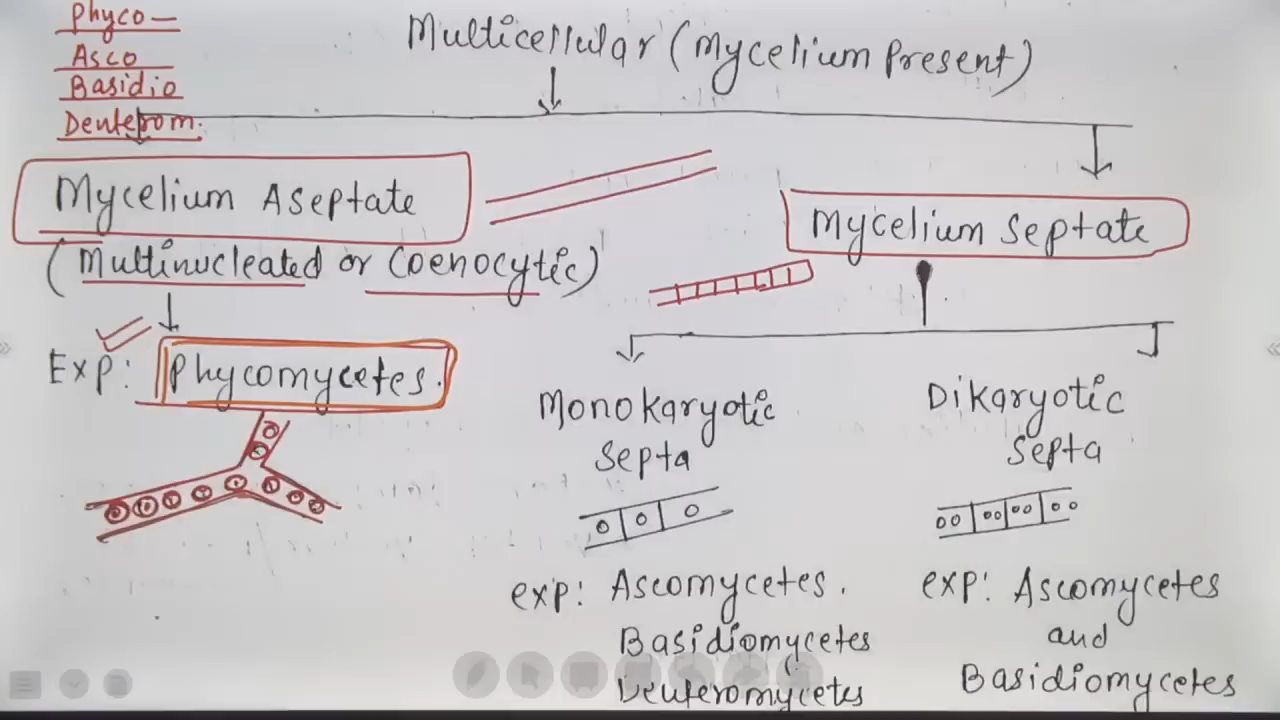 Phyco—
Asco
Basidio
Deuterom.
Multicellular (Mycelium Present)
Mycelium Aseptate
(Multinucleated or Coenocytic)
Exp: Phycomycetes.
Mycelium Septate
Monokaryotic
Septa
exp: Ascomycetes.
Basidiomycetes
Deuteromycetes
Dikaryotic
Septa
exp: Ascomycetes
and
Basidiomycetes